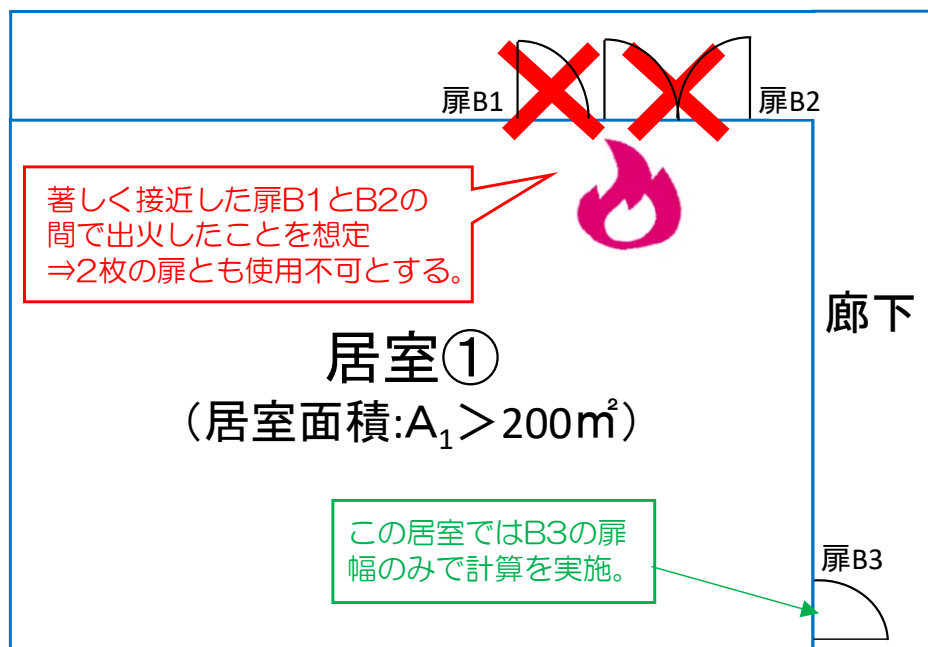 扉B1
扉B2
著しく接近した扉B1とB2の
間で出火したことを想定
⇒2枚の扉とも使用不可とする。
廊下
居室①
（居室面積:A₁＞200㎡）
この居室ではB3の扉
幅のみで計算を実施。
扉B3